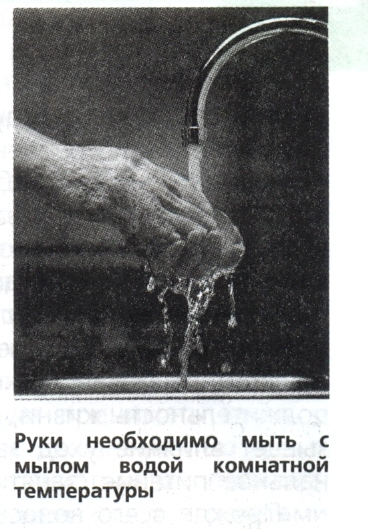 Руки необходимо мыть с
мылом водой комнатной
температуры